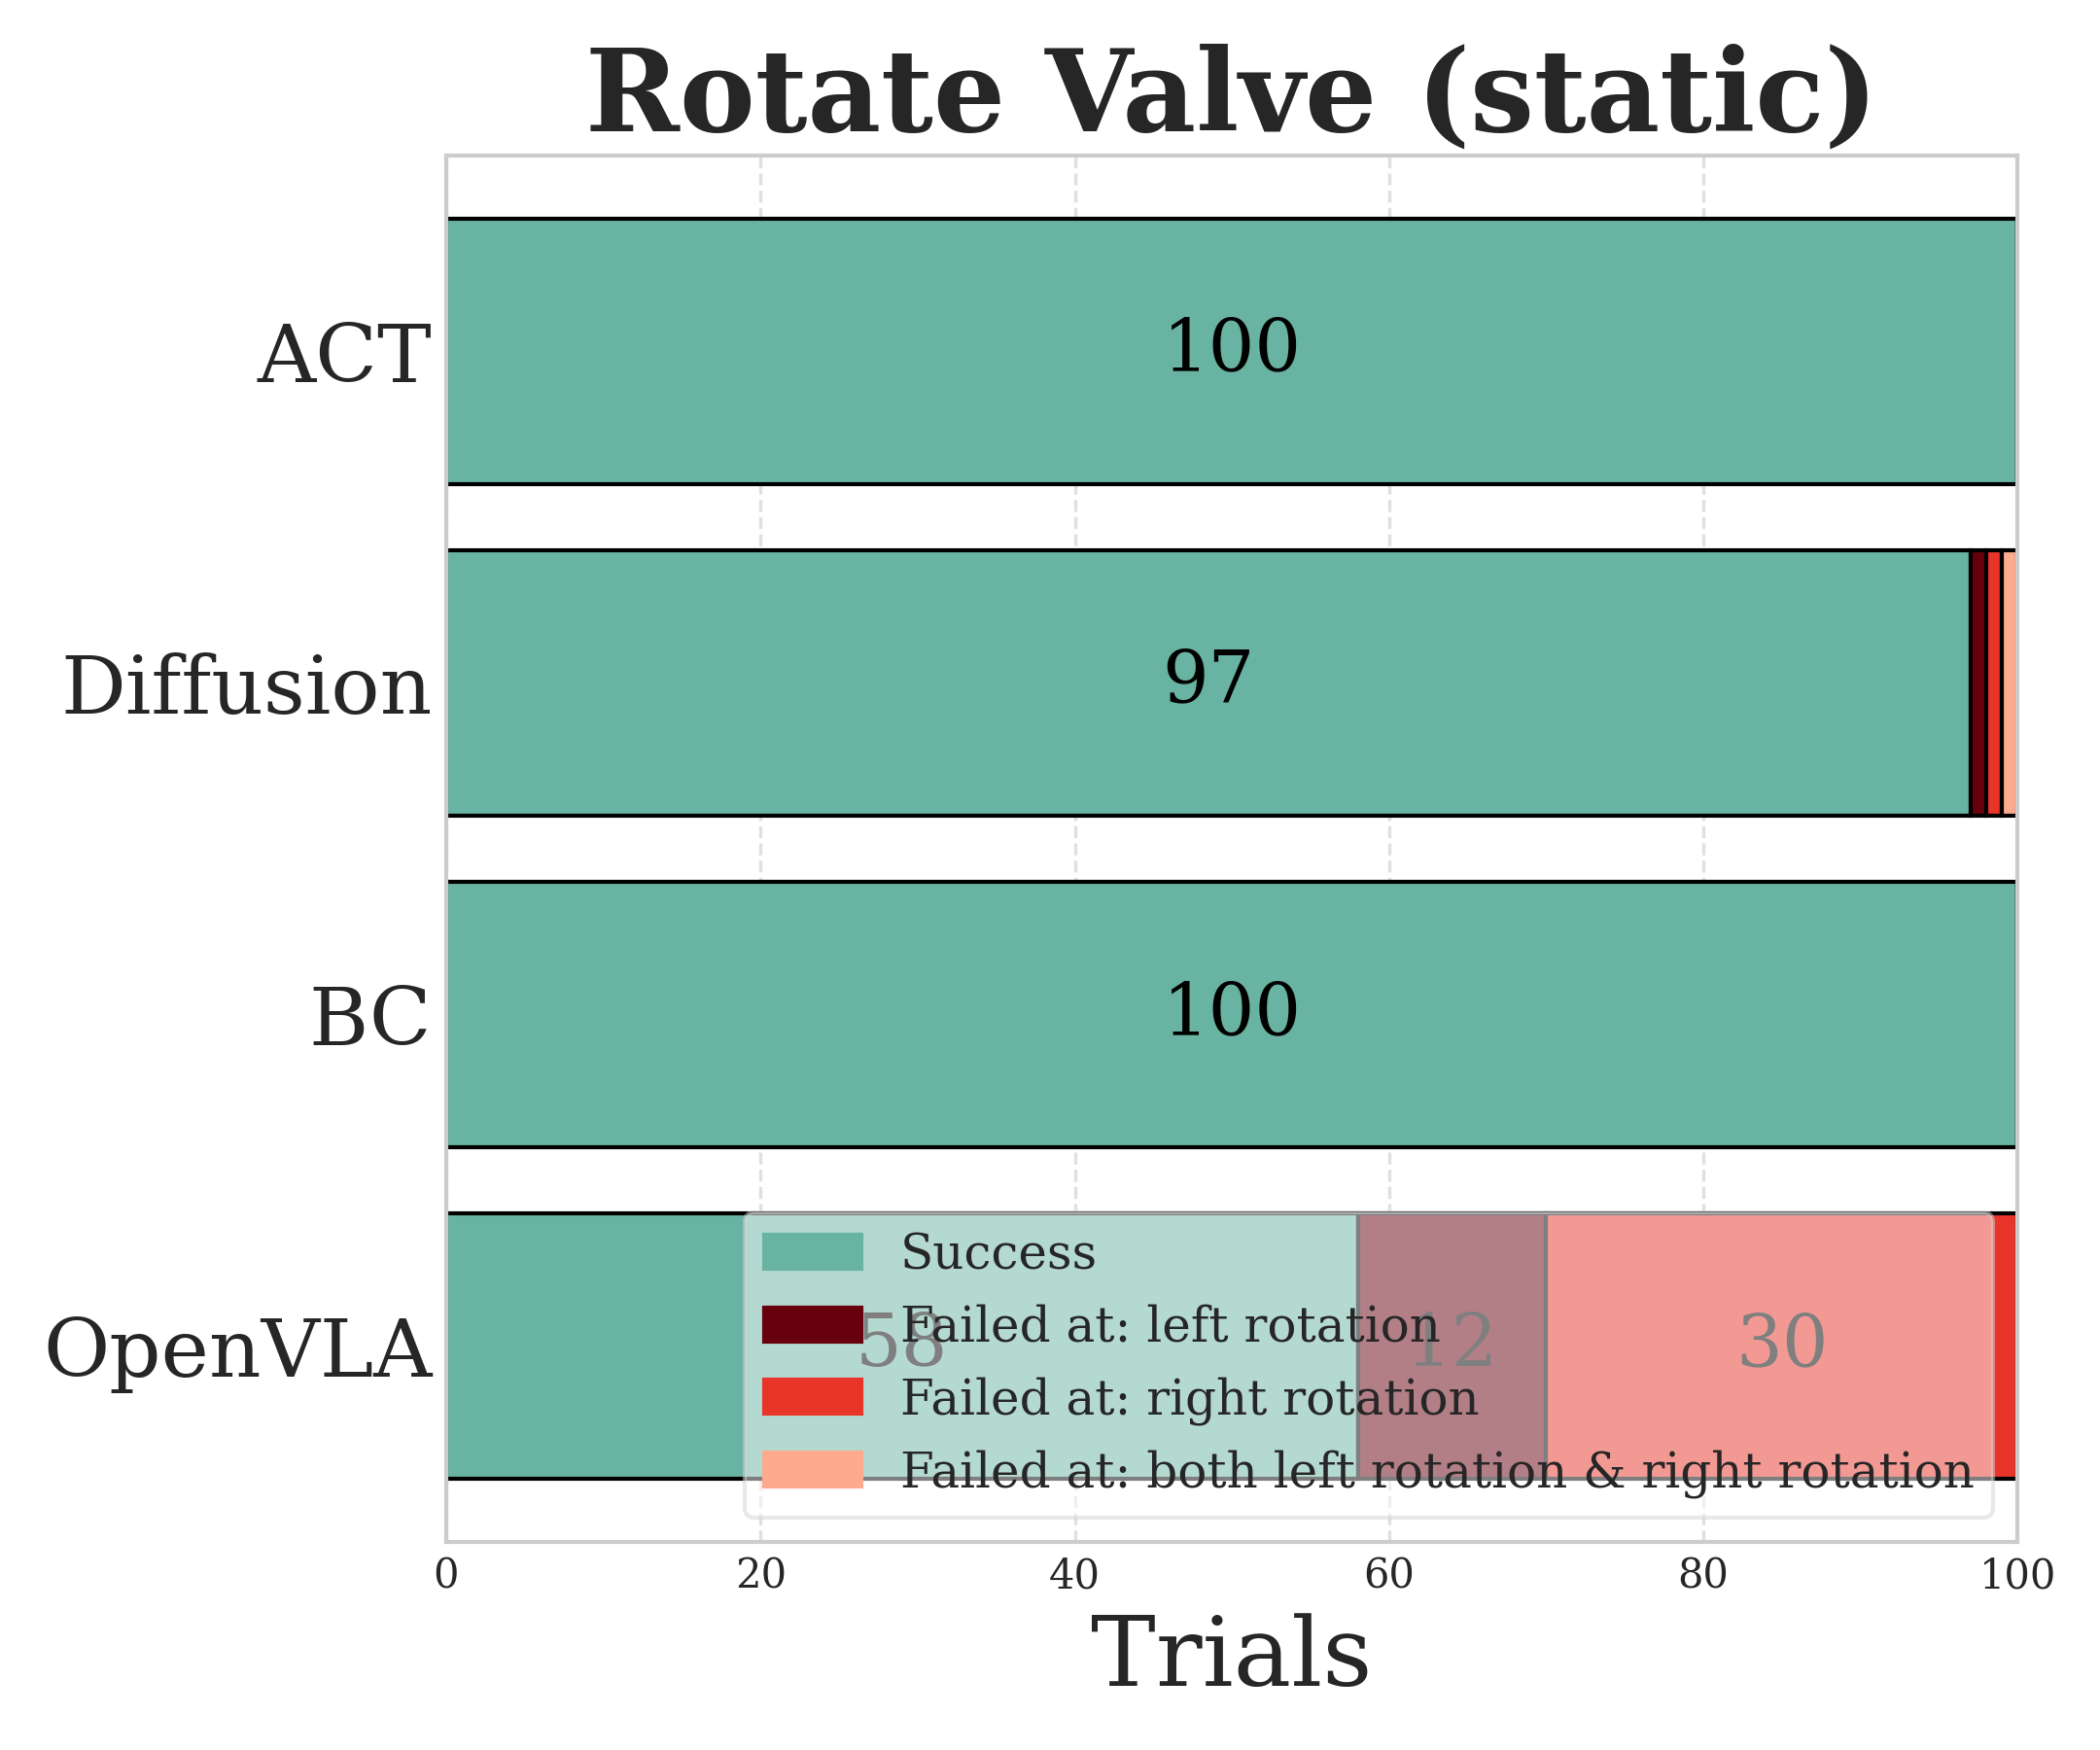 Rotate Valve (static)
ACT
100
Diffusion
97
BC
100
OpenVLA
58
12
30
Success
Failed at: left rotation
Failed at: right rotation
Failed at: both left rotation & right rotation
0 20 40 60 80 100
Trials